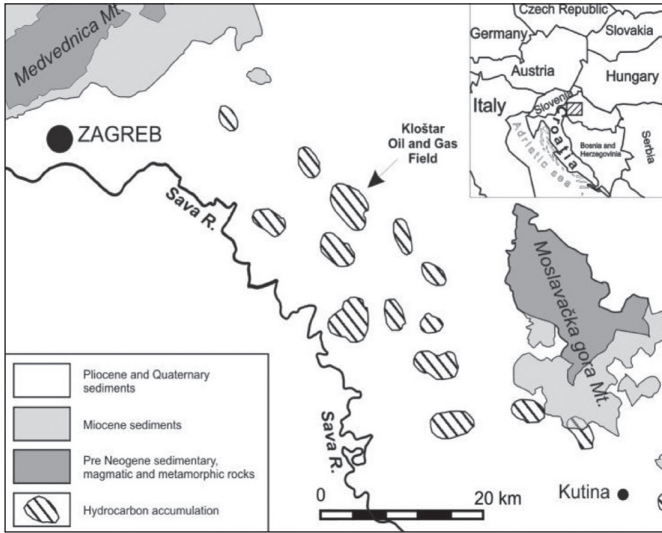 Medvednica Mt.
ZAGREB
Sava R.
Kloštar
Oil and Gas
Field
Czech Republic
Germany
Slovakia
Austria
Hungary
Italy
Slovenia
Croatia
Bosnia and
Herzegovinia
Serbia
Adriatic sea
Moslavačka gora Mt.
Sava R.
Pliocene and Quaternary
sediments
Miocene sediments
Pre Neogene sedimentary,
magmatic and metamorphic rocks
Hydrocarbon accumulation
0 20 km
Kutina